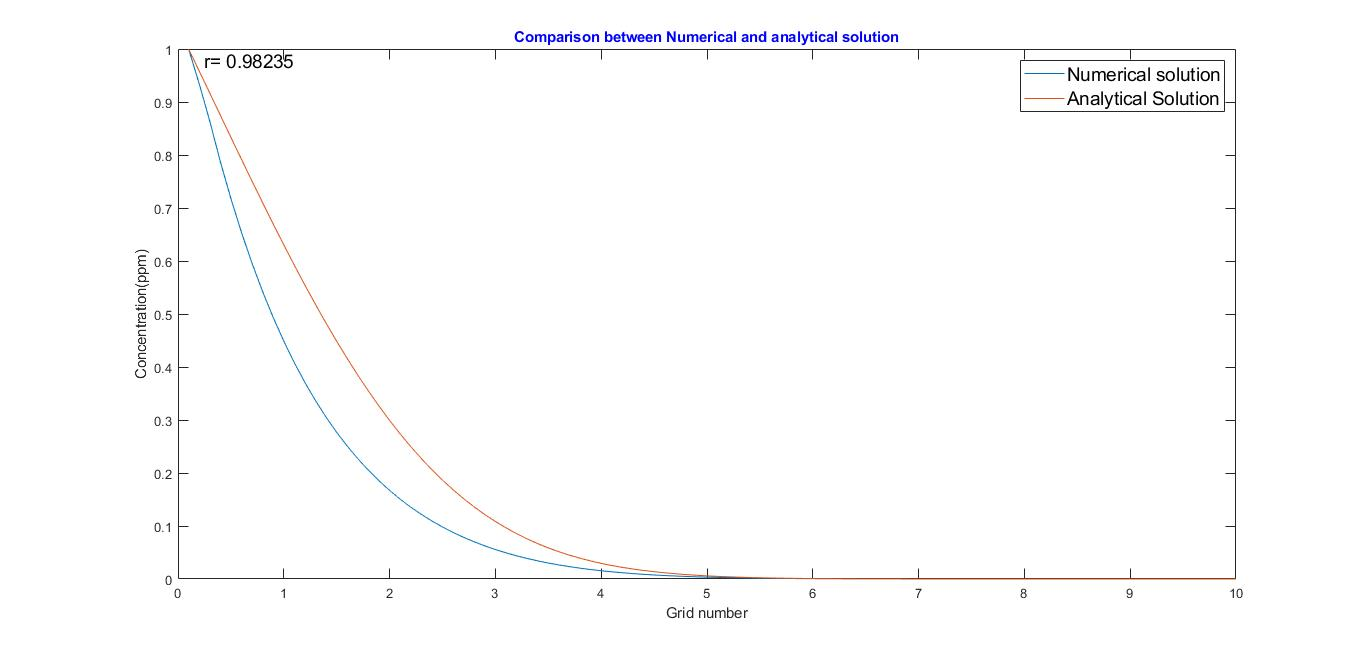 Comparison between Numerical and analytical solution
r= 0.98235
Numerical solution
Analytical Solution
1
0.9
0.8
0.7
0.6
0.5
0.4
0.3
0.2
0.1
0
Concentration(ppm)
0 1 2 3 4 5 6 7 8 9 10
Grid number